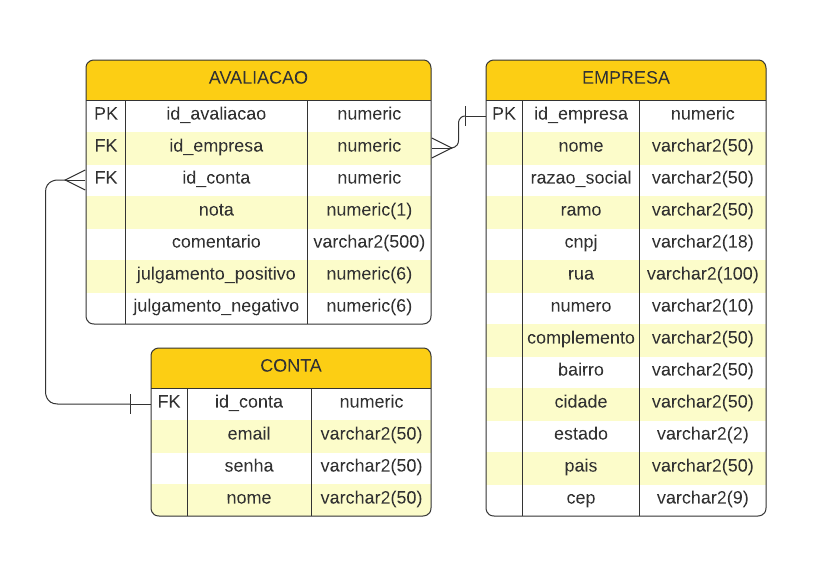 AVALIACAO
PK id_avaliacao numeric
FK id_empresa numeric
FK id_conta numeric
nota numeric(1)
comentario varchar2(500)
julgamento_positivo numeric(6)
julgamento_negativo numeric(6)
EMPRESA
PK id_empresa numeric
nome varchar2(50)
razao_social varchar2(50)
ramo varchar2(50)
cnpj varchar2(18)
rua varchar2(100)
numero varchar2(10)
complemento varchar2(50)
bairro varchar2(50)
cidade varchar2(50)
estado varchar2(2)
pais varchar2(50)
cep varchar2(9)
CONTA
FK id_conta numeric
email varchar2(50)
senha varchar2(50)
nome varchar2(50)